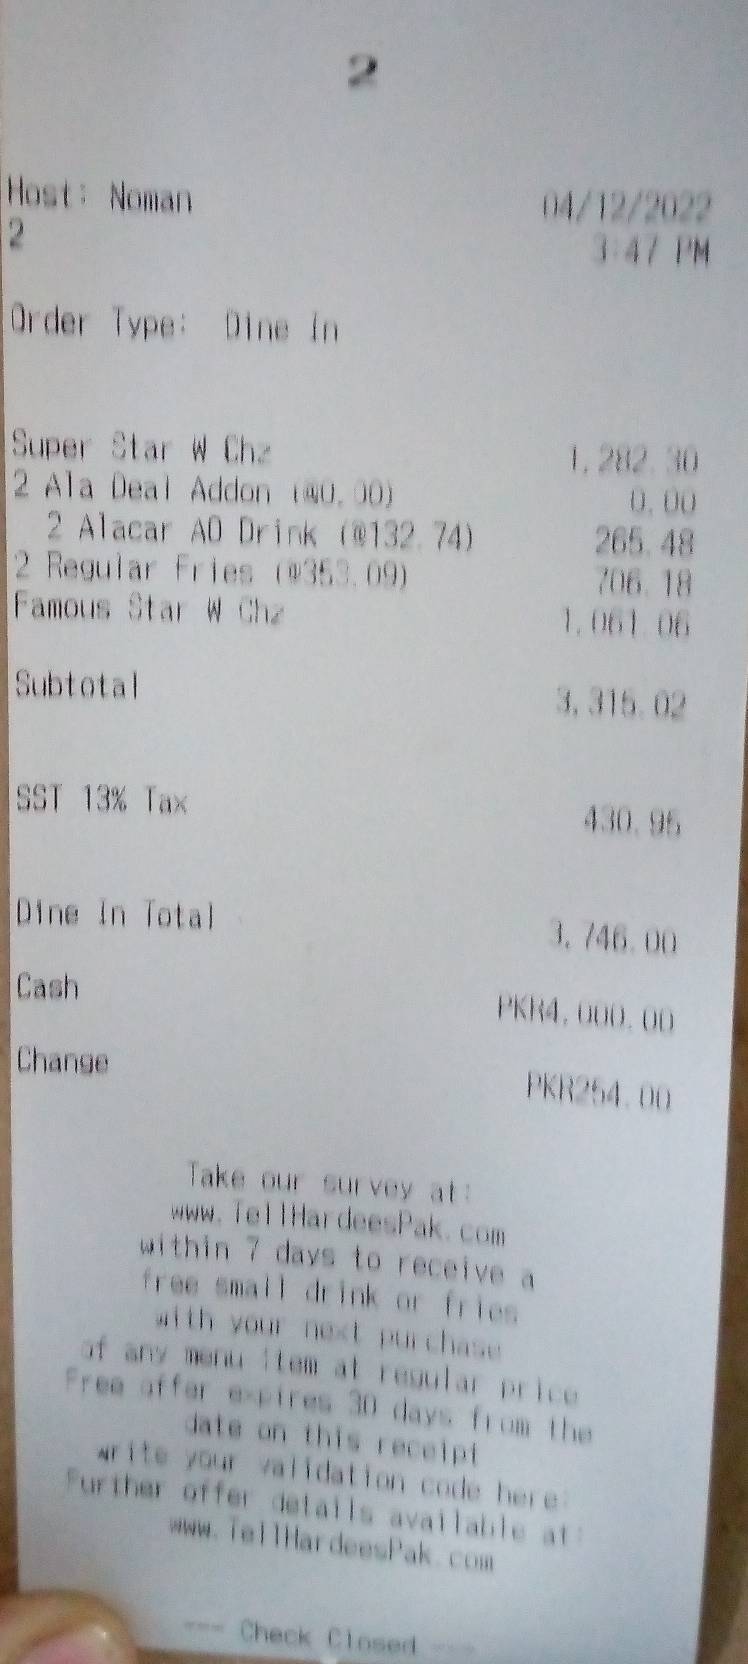 2
Host: Noman 04/12/2022
2 3:47 PM
Order Type: Dine in
Super Star W Chz 1,282.30
2 Ala Deal Addon (@0.00) 0.00
2 Alacar AO Drink (@132.74) 265.48
2 Regular Fries (@353.09) 706.18
Famous Star W Chz 1,061.06
Subtotal 3,315.02
SST 13% Tax 430.95
Dine In Total 3,746.00
Cash PKR4,000.00
Change PKR254.00
Take our survey at:
www.TellHardeesPak.com
within 7 days to receive a
free small drink or fries
with your next purchase
of any menu item at regular price
Free offer expires 30 days from the
date on this receipt
write your validation code here:
Further offer details available at:
www.TellHardeesPak.com
--- Check Closed ---